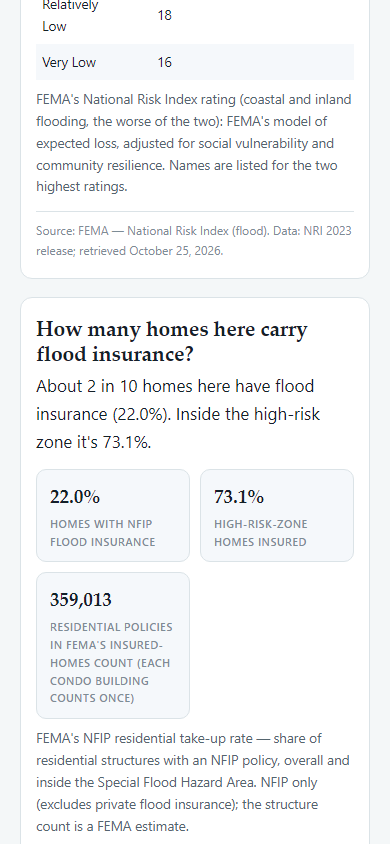 Relatively
Low
18
Very Low
16
FEMA's National Risk Index rating (coastal and inland
flooding, the worse of the two): FEMA's model of
expected loss, adjusted for social vulnerability and
community resilience. Names are listed for the two
highest ratings.
Source: FEMA — National Risk Index (flood). Data: NRI 2023
release; retrieved October 25, 2026.
How many homes here carry
flood insurance?
About 2 in 10 homes here have flood
insurance (22.0%). Inside the high-risk
zone it's 73.1%.
22.0%
HOMES WITH NFIP
FLOOD INSURANCE
73.1%
HIGH-RISK-ZONE
HOMES INSURED
359,013
RESIDENTIAL POLICIES
IN FEMA'S INSURED-
HOMES COUNT (EACH
CONDO BUILDING
COUNTS ONCE)
FEMA's NFIP residential take-up rate — share of
residential structures with an NFIP policy, overall and
inside the Special Flood Hazard Area. NFIP only
(excludes private flood insurance); the structure
count is a FEMA estimate.